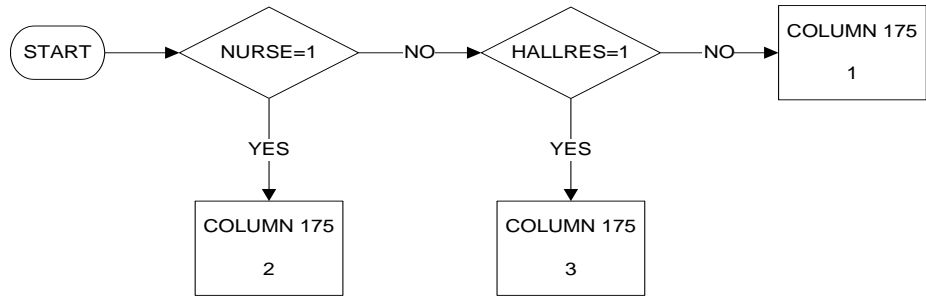 START
NURSE=1
NO
HALLRES=1
NO
COLUMN 175
1
YES
YES
COLUMN 175
2
COLUMN 175
3